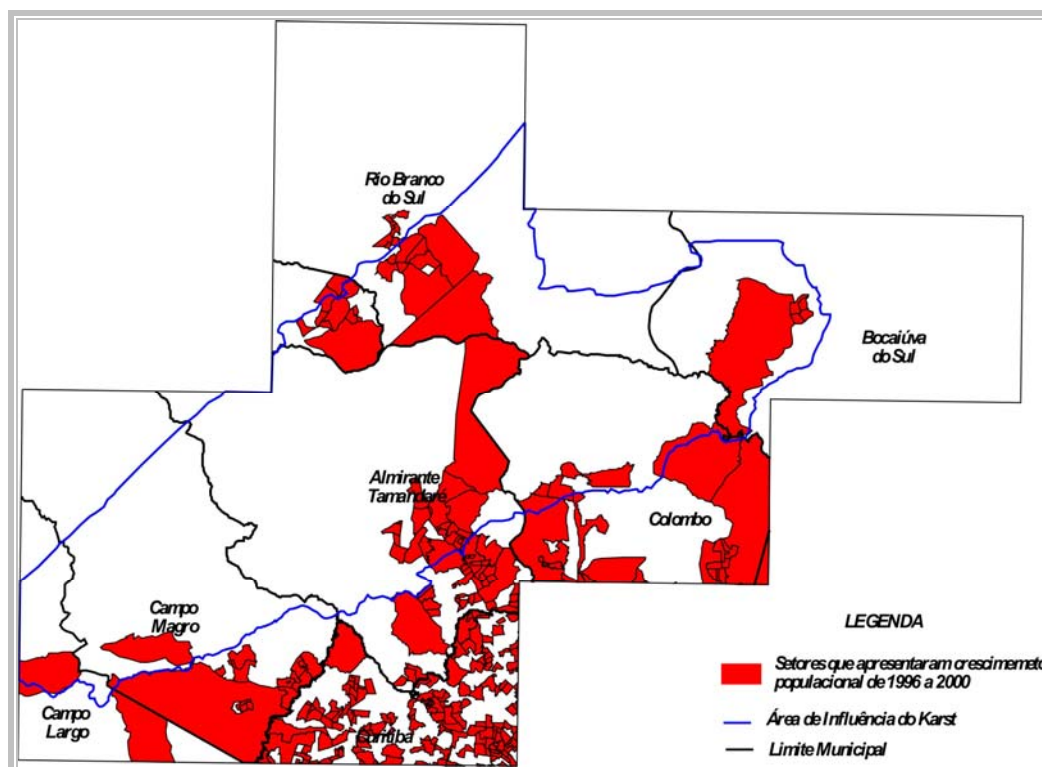 Rio Branco
do Sul
Bocaiúva
do Sul
Almirante
Tamandaré
Colombo
Campo
Magro
Campo
Largo
Curitiba
LEGENDA
Setores que apresentaram crescimemeto
populacional de 1996 a 2000
Área de Influência do Karst
Limite Municipal